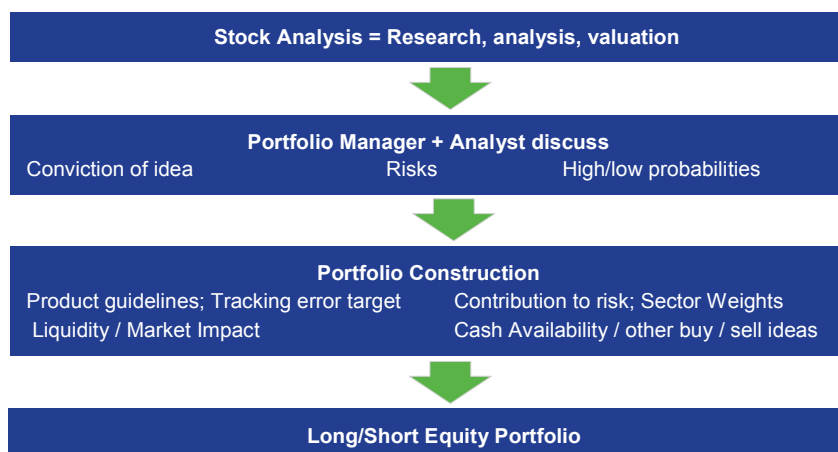 Stock Analysis = Research, analysis, valuation
Portfolio Manager + Analyst discuss
Conviction of idea Risks High/low probabilities
Portfolio Construction
Product guidelines; Tracking error target Contribution to risk; Sector Weights
Liquidity / Market Impact Cash Availability / other buy / sell ideas
Long/Short Equity Portfolio